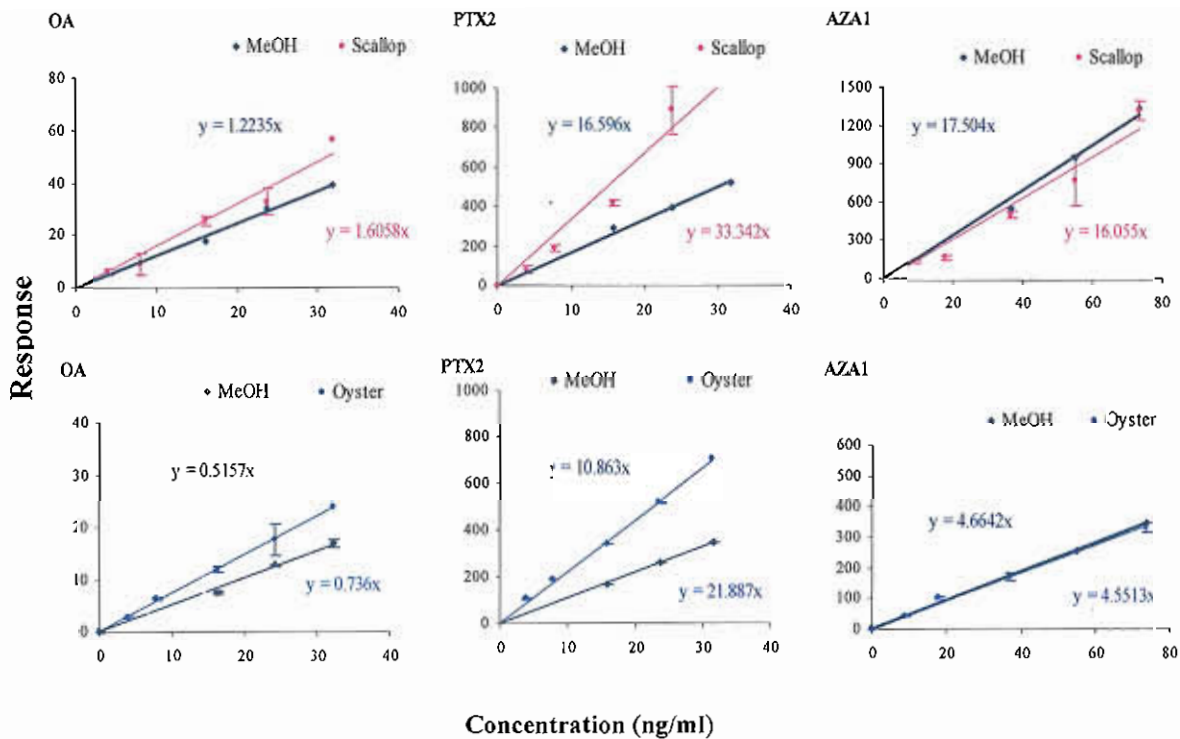 OA
PTX2
AZA1
MeOH Scallop
MeOH Scallop
MeOH Scallop
80
60
40
20
0
y = 1.2235x
y = 1.6058x
0 10 20 30 40
1000
800
600
400
200
0
y = 16.596x
y = 33.342x
0 10 20 30 40
1500
1200
900
600
300
0
y = 17.504x
y = 16.055x
0 20 40 60 80
Response
OA
PTX2
AZA1
MeOH Oyster
MeOH Oyster
MeOH Oyster
40
30
20
10
0
y = 0.5157x
y = 0.736x
0 10 20 30 40
1000
800
600
400
200
0
y = 10.863x
y = 21.887x
0 10 20 30 40
600
500
400
300
200
100
0
y = 4.6642x
y = 4.5513x
0 20 40 60 80
Concentration (ng/ml)